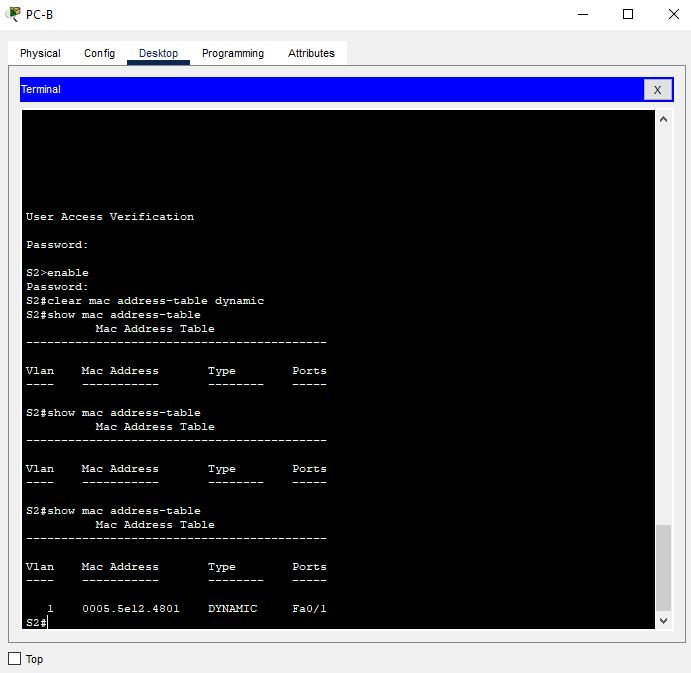 PC-B
Physical Config Desktop Programming Attributes
Terminal X
User Access Verification
Password:
S2>enable
Password:
S2#clear mac address-table dynamic
S2#show mac address-table
          Mac Address Table
-------------------------------------------
Vlan    Mac Address       Type        Ports
----    -----------       --------    -----
S2#show mac address-table
          Mac Address Table
-------------------------------------------
Vlan    Mac Address       Type        Ports
----    -----------       --------    -----
S2#show mac address-table
          Mac Address Table
-------------------------------------------
Vlan    Mac Address       Type        Ports
----    -----------       --------    -----
   1    0005.5e12.4801    DYNAMIC     Fa0/1
S2#
Top